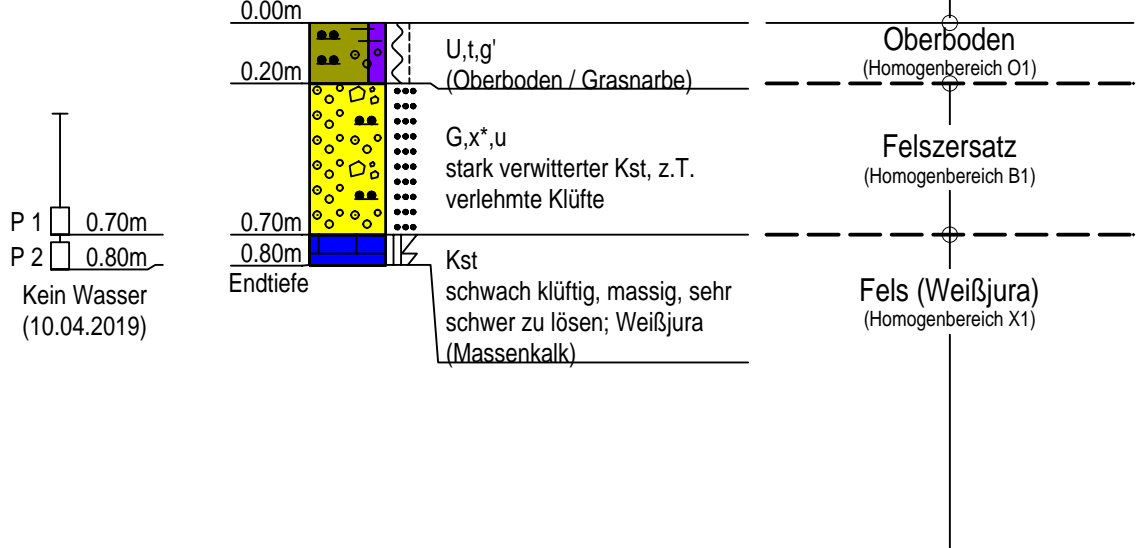 0.00m
0.20m
0.70m
0.80m
Endtiefe
P 1 0.70m
P 2 0.80m
Kein Wasser
(10.04.2019)
U,t,g'
(Oberboden / Grasnarbe)
G,x*,u
stark verwitterter Kst, z.T.
verlehmte Klüfte
Kst
schwach klüftig, massig, sehr
schwer zu lösen; Weißjura
(Massenkalk)
Oberboden
(Homogenbereich O1)
Felszersatz
(Homogenbereich B1)
Fels (Weißjura)
(Homogenbereich X1)